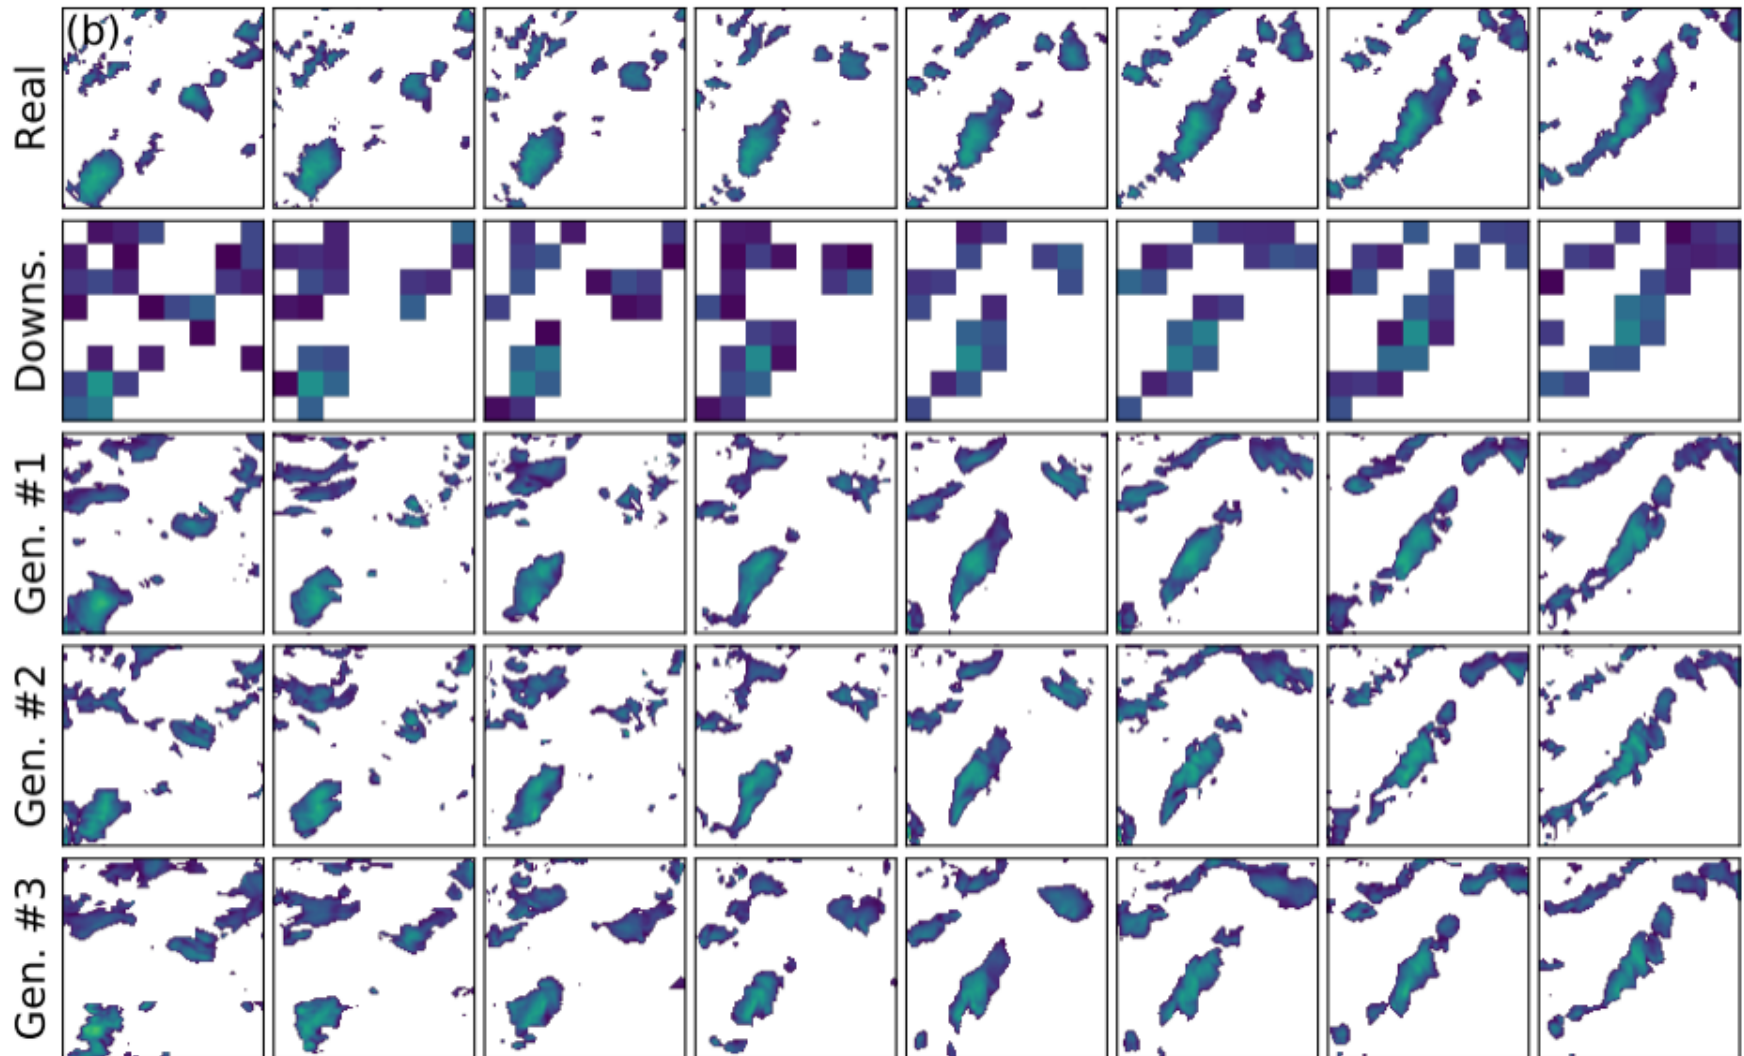 (b)
Real
Downs.
Gen. #1
Gen. #2
Gen. #3